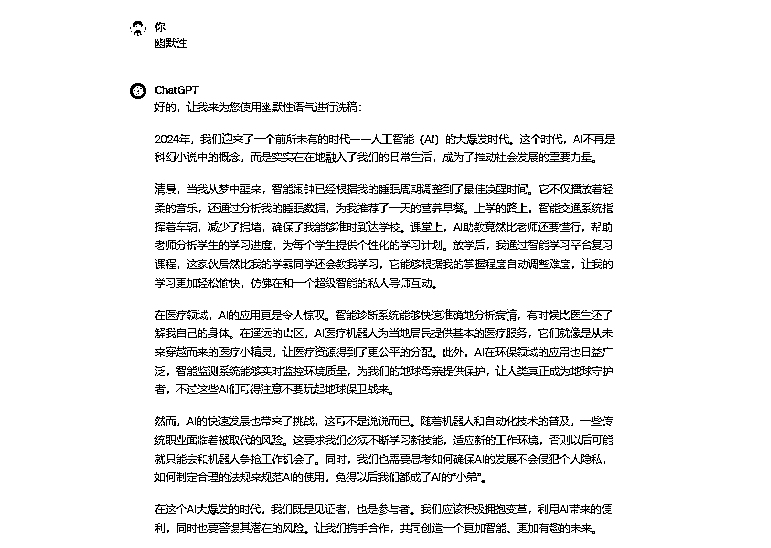 你
幽默性
ChatGPT
好的，让我来为您使用幽默性语气进行洗稿：
2024年，我们迎来了一个前所未有的时代——人工智能（AI）的大爆发时代。这个时代，AI不再是
科幻小说中的概念，而是实实在在地融入了我们的日常生活，成为了推动社会发展的重要力量。
清晨，当我从梦中醒来，智能闹钟已经根据我的睡眠周期调整到了最佳唤醒时间。它不仅播放着轻
柔的音乐，还通过分析我的睡眠数据，为我推荐了一天的营养早餐。上学的路上，智能交通系统指
挥着车辆，减少了拥堵，确保了我能够准时到达学校。课堂上，AI助教竟然比老师还要管行，帮助
老师分析学生的学习进度，为每个学生提供个性化的学习计划。放学后，我通过智能学习平台复习
课程，这家伙居然比我的学霸同学还会教我学习，它能够根据我的掌握程度自动调整难度，让我的
学习更加轻松愉快，仿佛在和一个超级智能的私人导师互动。
在医疗领域，AI的应用真是令人惊叹。智能诊断系统能够快速准确地分析病情，有时候比医生还了
解我自己的身体。在遥远的山区，AI医疗机器人为当地居民提供基本的医疗服务，它们就像是从未
来穿越而来的医疗小精灵，让医疗资源得到了更公平的分配。此外，AI在环保领域的应用也日益广
泛，智能监测系统能够实时监控环境质量，为我们的地球母亲提供保护，让人类真正成为地球守护
者，不过这些AI们可得注意不要玩起地球保卫战来。
然而，AI的快速发展也带来了挑战，这可不是说说而已。随着机器人和自动化技术的普及，一些传
统职业面临着被取代的风险。这要求我们必须不断学习新技能，适应新的工作环境，否则以后可能
就只能去和机器人争抢工作机会了。同时，我们也需要思考如何确保AI的发展不会侵犯个人隐私，
如何制定合理的法规来规范AI的使用，免得以后我们都成了AI的“小弟”。
在这个AI大爆发的时代，我们既是见证者，也是参与者。我们应该积极拥抱变革，利用AI带来的便
利，同时也要警惕其潜在的风险。让我们携手合作，共同创造一个更加智能、更加有趣的未来。